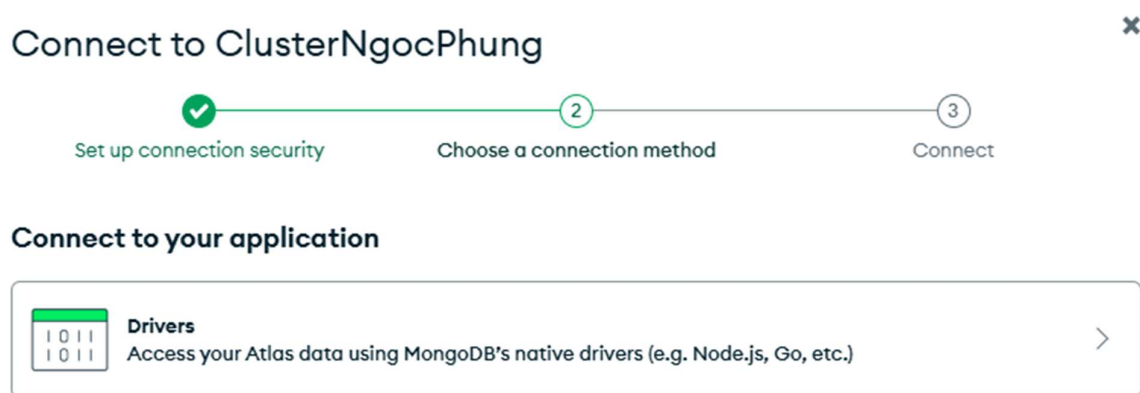 Connect to ClusterNgocPhung
2
3
Set up connection security
Choose a connection method
Connect
Connect to your application
Drivers
1011
1011
Access your Atlas data using MongoDB's native drivers (e.g. Node.js, Go, etc.)